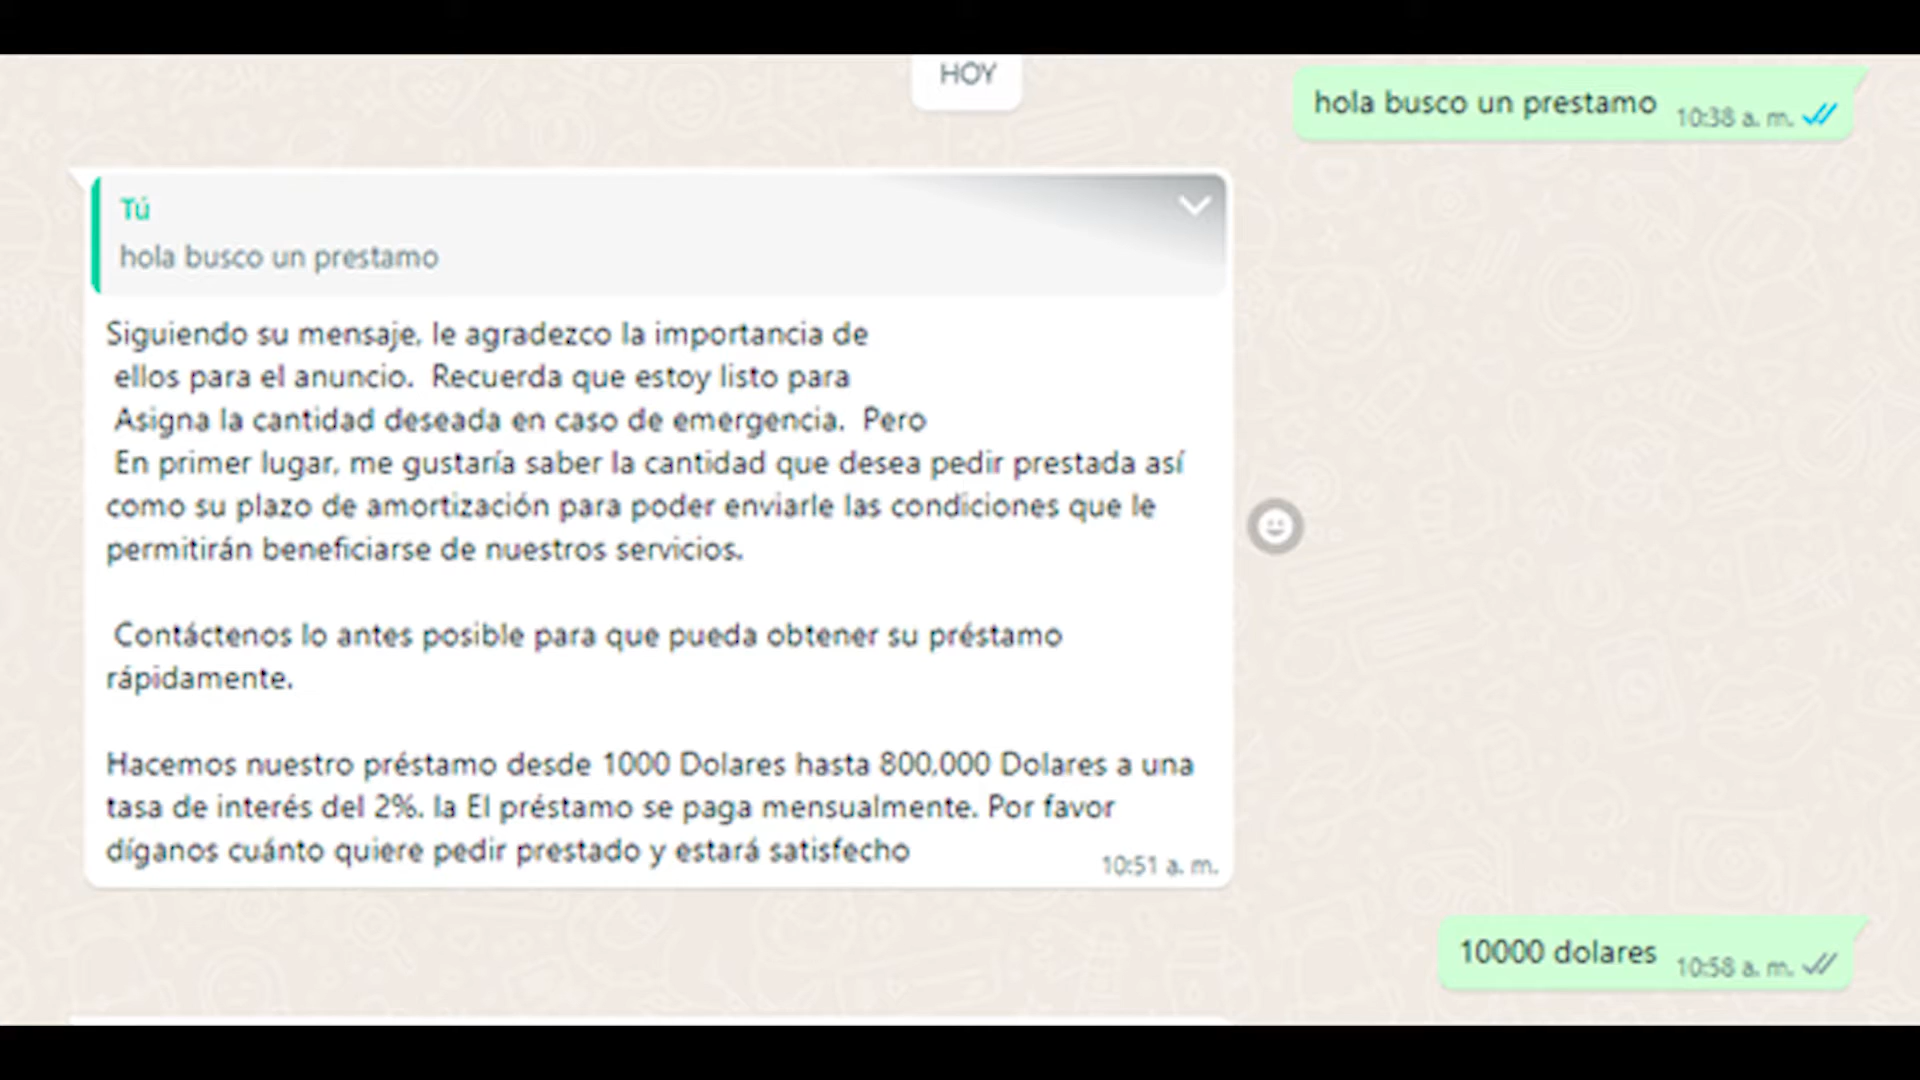 HOY
hola busco un prestamo 10:38 a. m.
Tú
hola busco un prestamo
Siguiendo su mensaje, le agradezco la importancia de
ellos para el anuncio. Recuerda que estoy listo para
Asigna la cantidad deseada en caso de emergencia. Pero
En primer lugar, me gustaría saber la cantidad que desea pedir prestada así
como su plazo de amortización para poder enviarle las condiciones que le
permitirán beneficiarse de nuestros servicios.
Contáctenos lo antes posible para que pueda obtener su préstamo
rápidamente.
Hacemos nuestro préstamo desde 1000 Dolares hasta 800,000 Dolares a una
tasa de interés del 2%. la El préstamo se paga mensualmente. Por favor
díganos cuánto quiere pedir prestado y estará satisfecho
10:51 a. m.
10000 dolares 10:58 a. m.